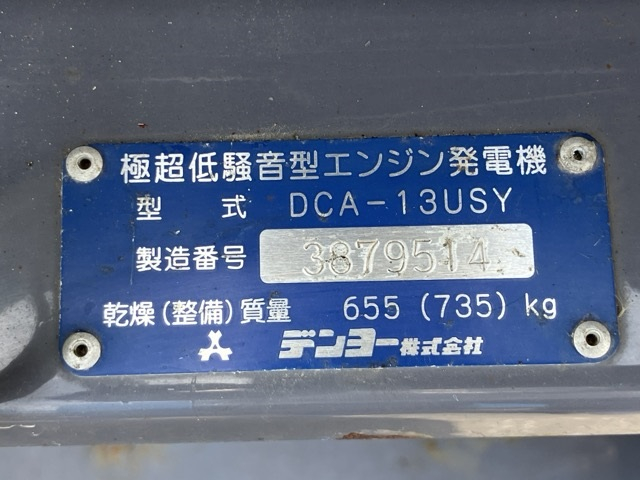 極超低騒音型エンジン発電機
型 式 DCA-13USY
製造番号 3879514
乾燥(整備)質量 655 (735) kg
デンヨー株式会社